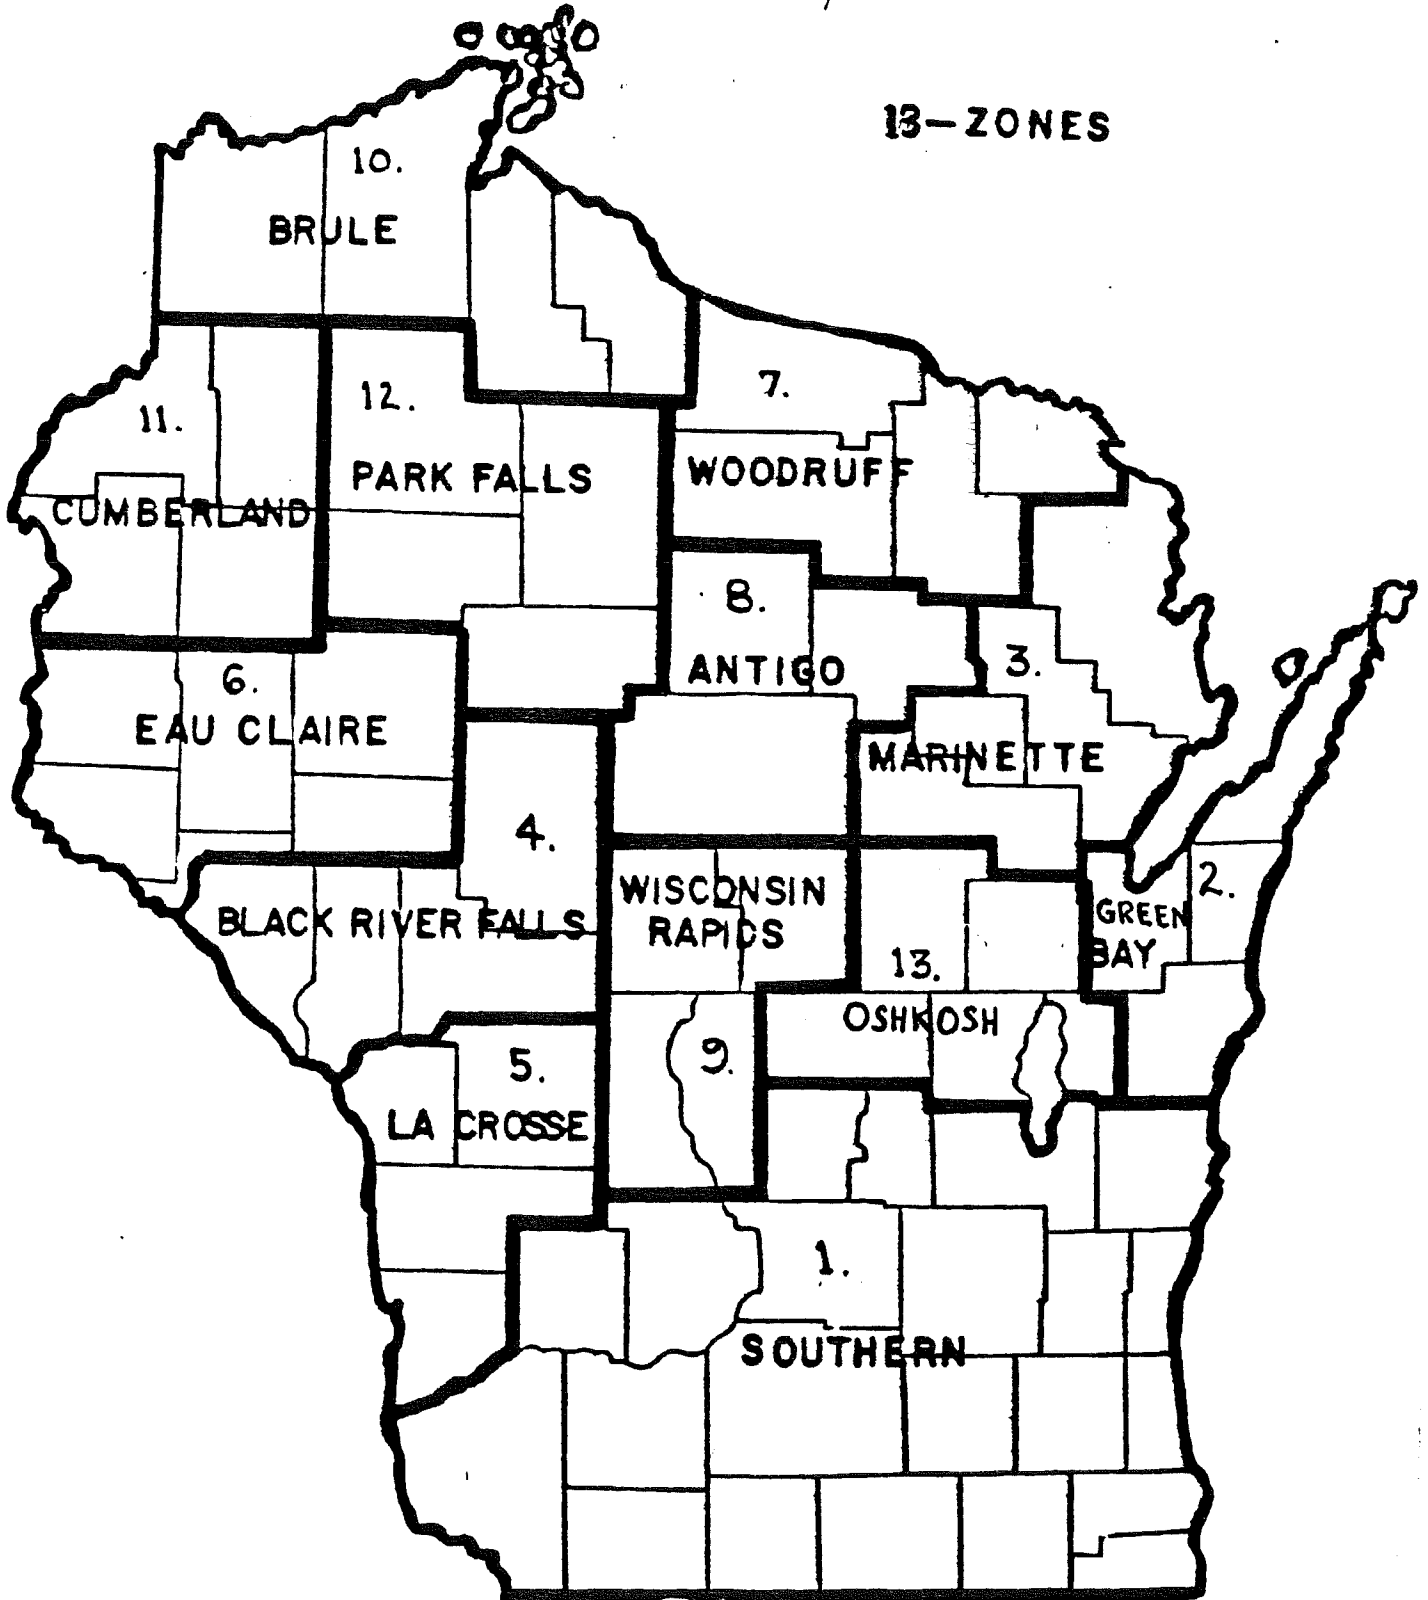 13-ZONES
10.
BRULE
7.
12.
11.
PARK FALLS
WOODRUFF
CUMBERLAND
8.
3.
ANTIGO
6.
EAU CLAIRE
MARINETTE
4.
2.
WISCONSIN
RAPIDS
GREEN
BAY
BLACK RIVER FALLS
13.
OSHKOSH
9.
5.
LA CROSSE
1.
SOUTHERN